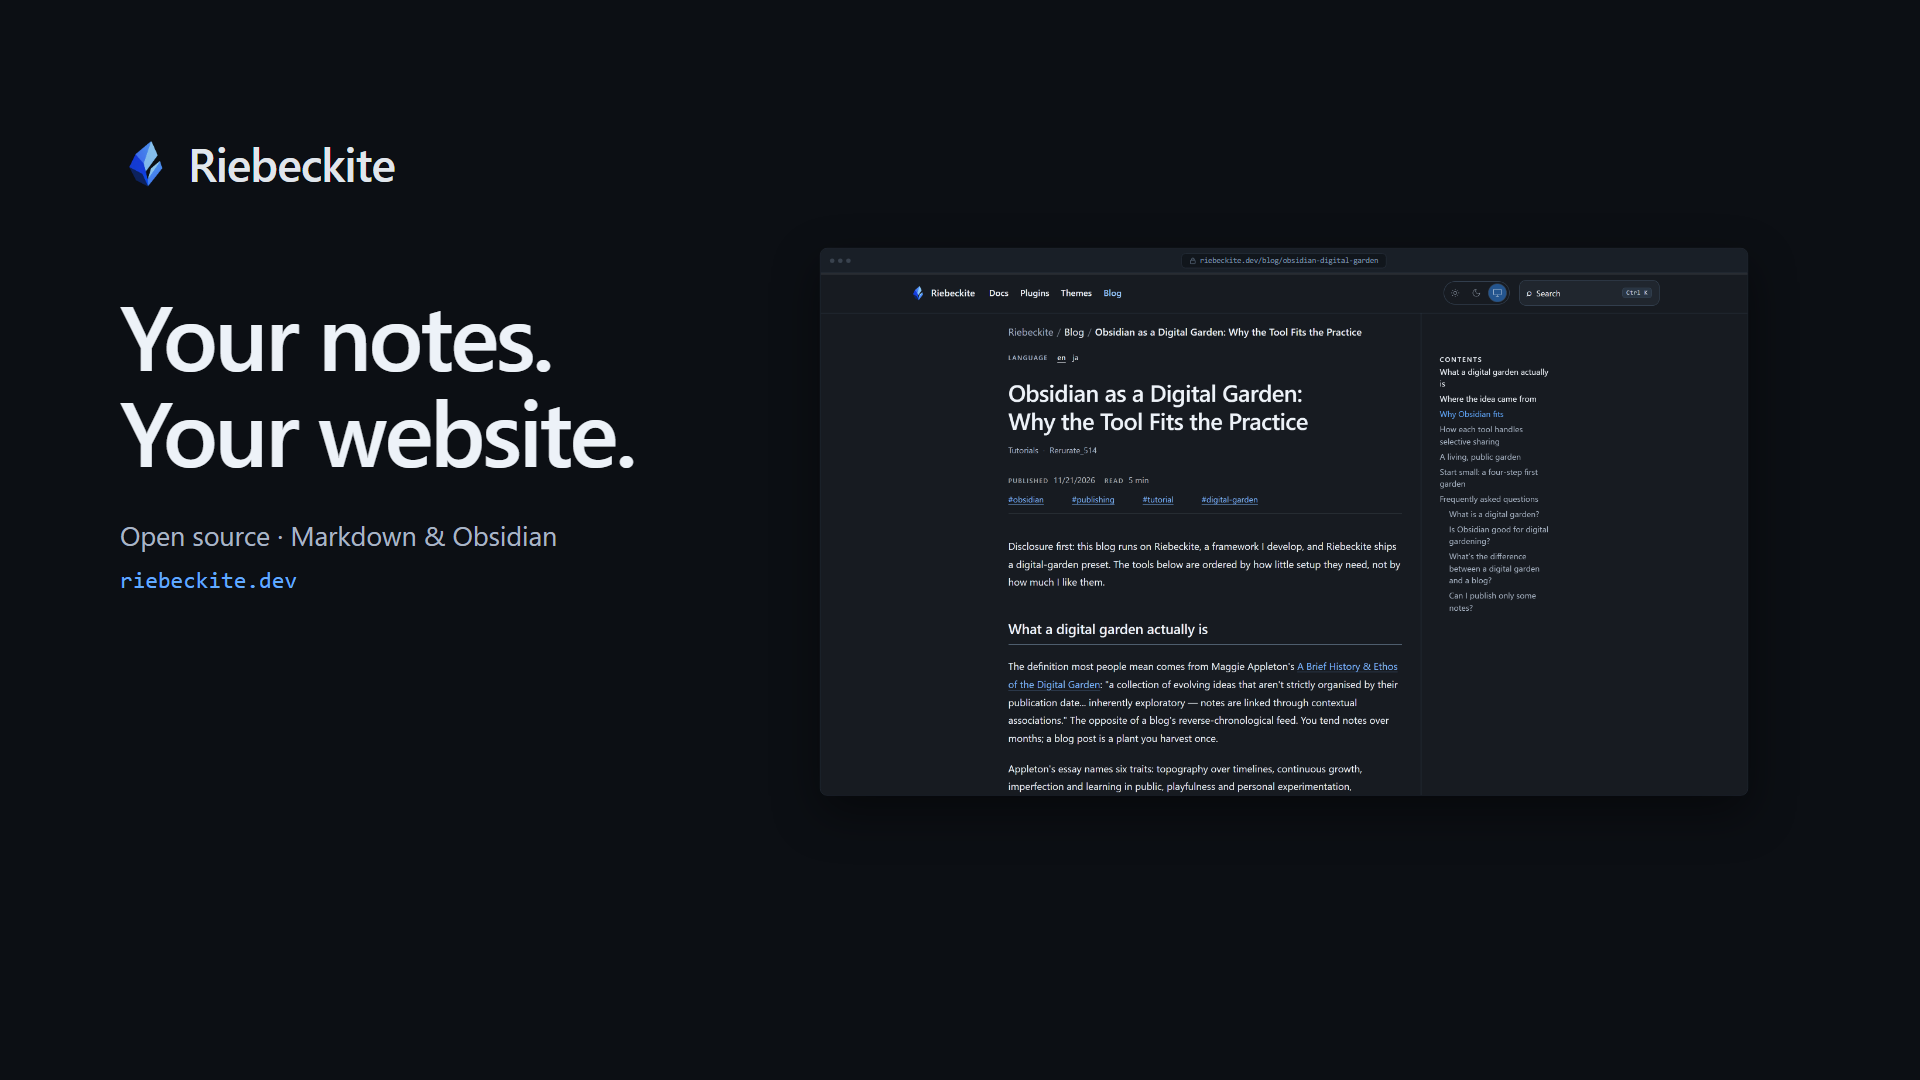 Riebeckite
Your notes.
Your website.
Open source · Markdown & Obsidian
riebeckite.dev
riebeckite.dev/blog/obsidian-digital-garden
Riebeckite Docs Plugins Themes Blog
Search Ctrl K
Riebeckite / Blog / Obsidian as a Digital Garden: Why the Tool Fits the Practice
LANGUAGE en ja
Obsidian as a Digital Garden:
Why the Tool Fits the Practice
Tutorials · Rerurate_514
PUBLISHED 11/21/2026 READ 5 min
#obsidian #publishing #tutorial #digital-garden
Disclosure first: this blog runs on Riebeckite, a framework I develop, and Riebeckite ships
a digital-garden preset. The tools below are ordered by how little setup they need, not by
how much I like them.
What a digital garden actually is
The definition most people mean comes from Maggie Appleton's A Brief History & Ethos
of the Digital Garden: "a collection of evolving ideas that aren't strictly organised by their
publication date… inherently exploratory — notes are linked through contextual
associations." The opposite of a blog's reverse-chronological feed. You tend notes over
months; a blog post is a plant you harvest once.
Appleton's essay names six traits: topography over timelines, continuous growth,
imperfection and learning in public, playfulness and personal experimentation,
CONTENTS
What a digital garden actually
is
Where the idea came from
Why Obsidian fits
How each tool handles
selective sharing
A living, public garden
Start small: a four-step first
garden
Frequently asked questions
What is a digital garden?
Is Obsidian good for digital
gardening?
What's the difference
between a digital garden
and a blog?
Can I publish only some
notes?